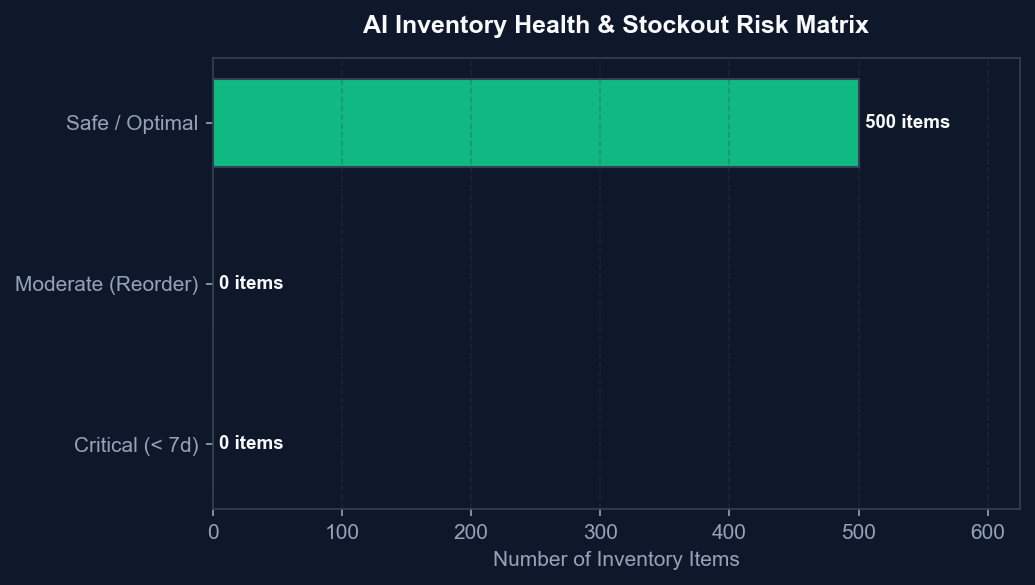 AI Inventory Health & Stockout Risk Matrix
Safe / Optimal
500 items
Moderate (Reorder)
0 items
Critical (< 7d)
0 items
0 100 200 300 400 500 600
Number of Inventory Items